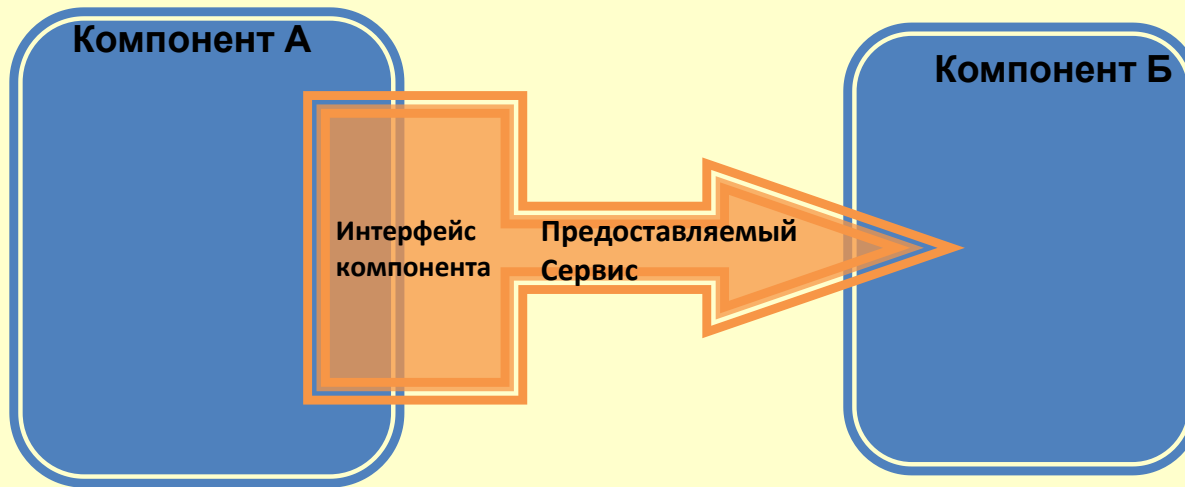 Компонент А
Компонент Б
Интерфейс
компонента
Предоставляемый
Сервис